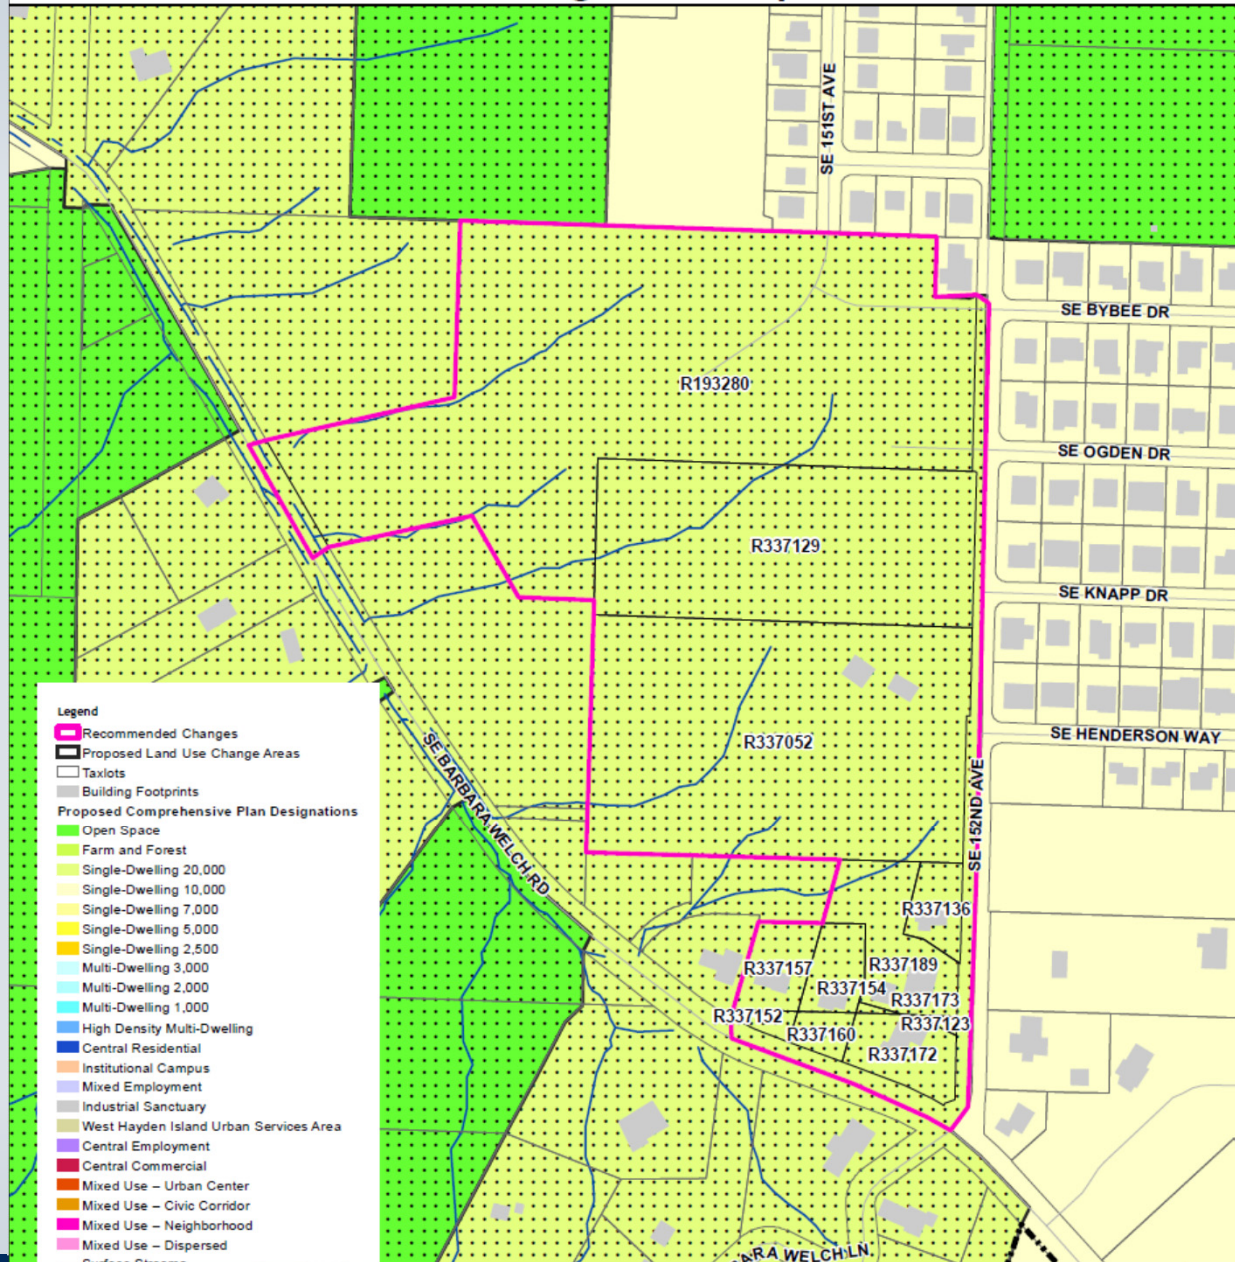 SE 151ST AVE
SE BYBEE DR
R193280
SE OGDEN DR
R337129
SE KNAPP DR
R337052
SE HENDERSON WAY
SE BARBARA WELCH RD
SE 152ND AVE
R337136
R337157
R337189
R337154
R337173
R337152
R337123
R337160
R337172
ARA WELCH LN
Legend
Recommended Changes
Proposed Land Use Change Areas
Taxlots
Building Footprints
Proposed Comprehensive Plan Designations
Open Space
Farm and Forest
Single-Dwelling 20,000
Single-Dwelling 10,000
Single-Dwelling 7,000
Single-Dwelling 5,000
Single-Dwelling 2,500
Multi-Dwelling 3,000
Multi-Dwelling 2,000
Multi-Dwelling 1,000
High Density Multi-Dwelling
Central Residential
Institutional Campus
Mixed Employment
Industrial Sanctuary
West Hayden Island Urban Services Area
Central Employment
Central Commercial
Mixed Use – Urban Center
Mixed Use – Civic Corridor
Mixed Use – Neighborhood
Mixed Use – Dispersed